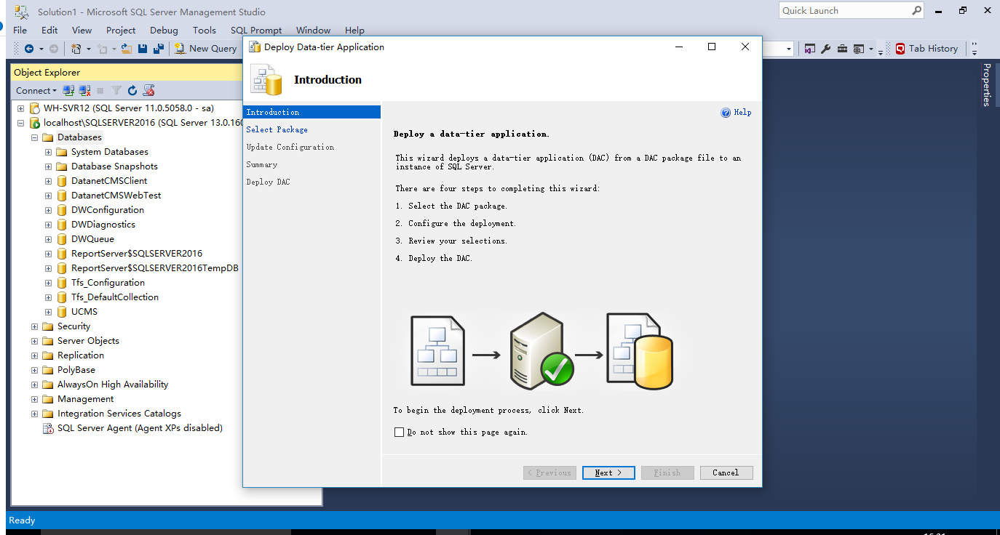 Solution1 - Microsoft SQL Server Management Studio
Quick Launch
File Edit View Project Debug Tools SQL Prompt Window Help
New Query
Tab History
Deploy Data-tier Application
Introduction
Object Explorer
Connect
WH-SVR12 (SQL Server 11.0.5058.0 - sa)
localhost\SQLSERVER2016 (SQL Server 13.0.160
Databases
System Databases
Database Snapshots
DatanetCMSClient
DatanetCMSWebTest
DWConfiguration
DWDiagnostics
DWQueue
ReportServer$SQLSERVER2016
ReportServer$SQLSERVER2016TempDB
Tfs_Configuration
Tfs_DefaultCollection
UCMS
Security
Server Objects
Replication
PolyBase
AlwaysOn High Availability
Management
Integration Services Catalogs
SQL Server Agent (Agent XPs disabled)
Introduction
Select Package
Update Configuration
Summary
Deploy DAC
Help
Deploy a data-tier application.
This wizard deploys a data-tier application (DAC) from a DAC package file to an
instance of SQL Server.
There are four steps to completing this wizard:
1. Select the DAC package.
2. Configure the deployment.
3. Review your selections.
4. Deploy the DAC.
To begin the deployment process, click Next.
Do not show this page again.
< Previous
Next >
Finish
Cancel
Properties
Ready